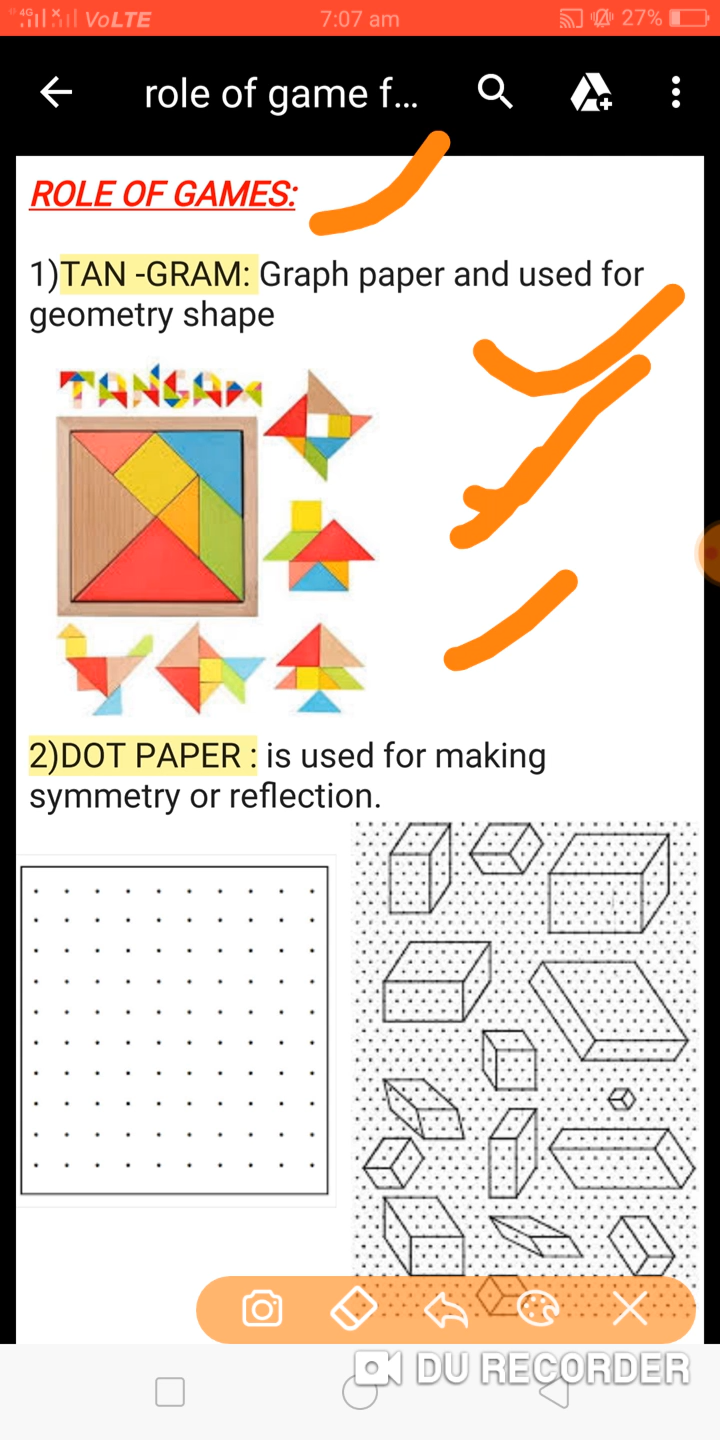 4G VoLTE 7:07 am 27%
role of game f...
ROLE OF GAMES:
1)TAN -GRAM: Graph paper and used for
geometry shape
TANGRAM
2)DOT PAPER : is used for making
symmetry or reflection.
DU RECORDER